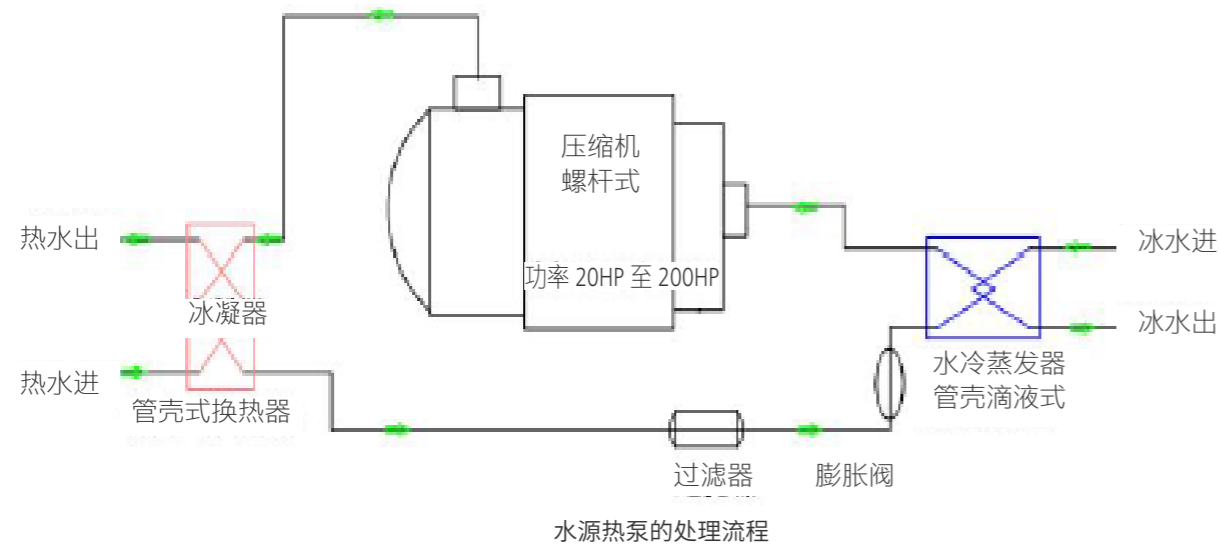 压缩机
螺杆式
功率 20HP 至 200HP
热水出
冰凝器
热水进
管壳式换热器
冰水进
冰水出
水冷蒸发器
管壳滴液式
过滤器
膨胀阀
水源热泵的处理流程